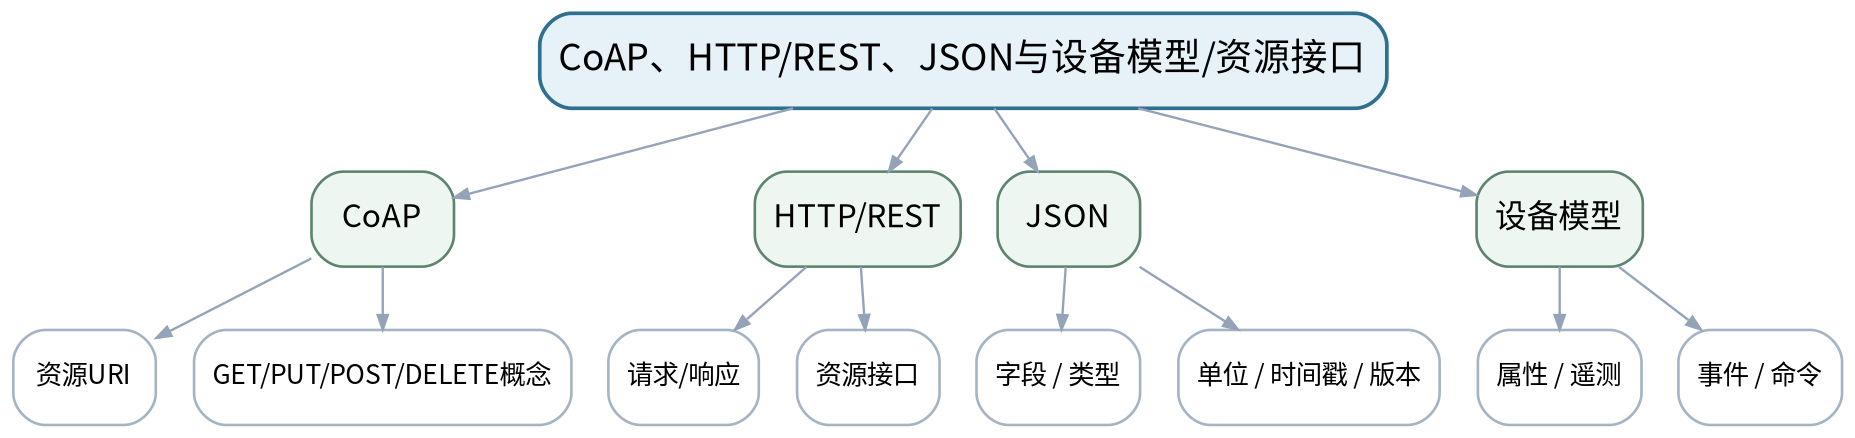 CoAP、HTTP/REST、JSON与设备模型/资源接口
CoAP
HTTP/REST
JSON
设备模型
资源URI
GET/PUT/POST/DELETE概念
请求/响应
资源接口
字段 / 类型
单位 / 时间戳 / 版本
属性 / 遥测
事件 / 命令